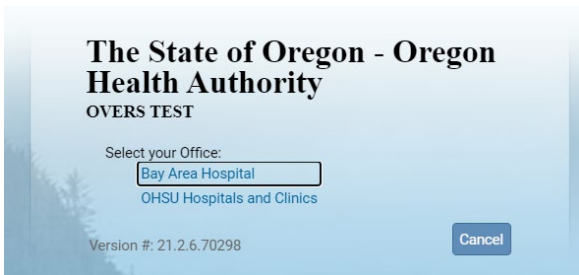 The State of Oregon - Oregon
Health Authority
OVERS TEST
Select your Office:
Bay Area Hospital
OHSU Hospitals and Clinics
Version #: 21.2.6.70298
Cancel